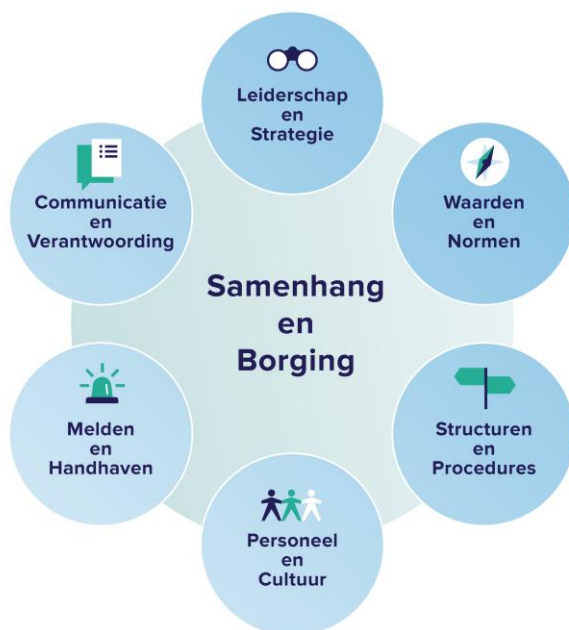 Leiderschap
en
Strategie
Waarden
en
Normen
Structuren
en
Procedures
Personeel
en
Cultuur
Melden
en
Handhaven
Communicatie
en
Verantwoording
Samenhang
en
Borging